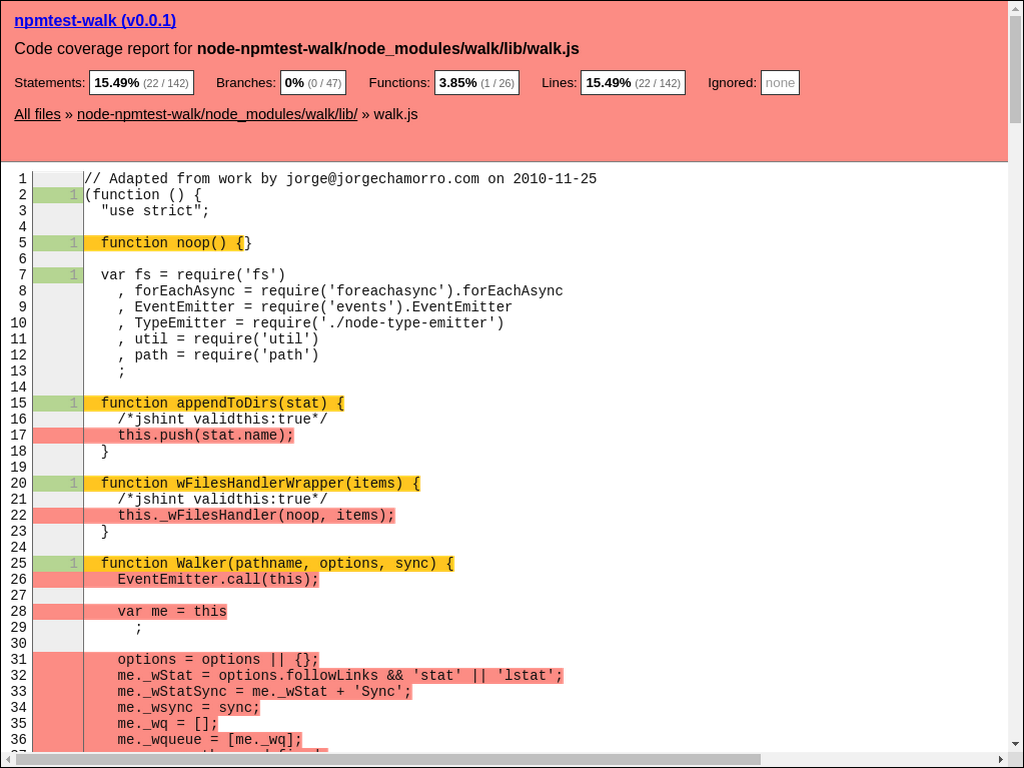 npmtest-walk (v0.0.1)
Code coverage report for node-npmtest-walk/node_modules/walk/lib/walk.js
Statements: 15.49% (22 / 142) Branches: 0% (0 / 47) Functions: 3.85% (1 / 26) Lines: 15.49% (22 / 142) Ignored: none
All files » node-npmtest-walk/node_modules/walk/lib/ » walk.js
1 // Adapted from work by jorge@jorgechamorro.com on 2010-11-25
2 1 (function () {
3 "use strict";
4
5 1 function noop() {}
6
7 1 var fs = require('fs')
8 , forEachAsync = require('foreachasync').forEachAsync
9 , EventEmitter = require('events').EventEmitter
10 , TypeEmitter = require('./node-type-emitter')
11 , util = require('util')
12 , path = require('path')
13 ;
14
15 1 function appendToDirs(stat) {
16 /*jshint validthis:true*/
17 this.push(stat.name);
18 }
19
20 1 function wFilesHandlerWrapper(items) {
21 /*jshint validthis:true*/
22 this._wFilesHandler(noop, items);
23 }
24
25 1 function Walker(pathname, options, sync) {
26 EventEmitter.call(this);
27
28 var me = this
29 ;
30
31 options = options || {};
32 me._wStat = options.followLinks && 'stat' || 'lstat';
33 me._wStatSync = me._wStat + 'Sync';
34 me._wsync = sync;
35 me._wq = [];
36 me._wqueue = [me._wq];